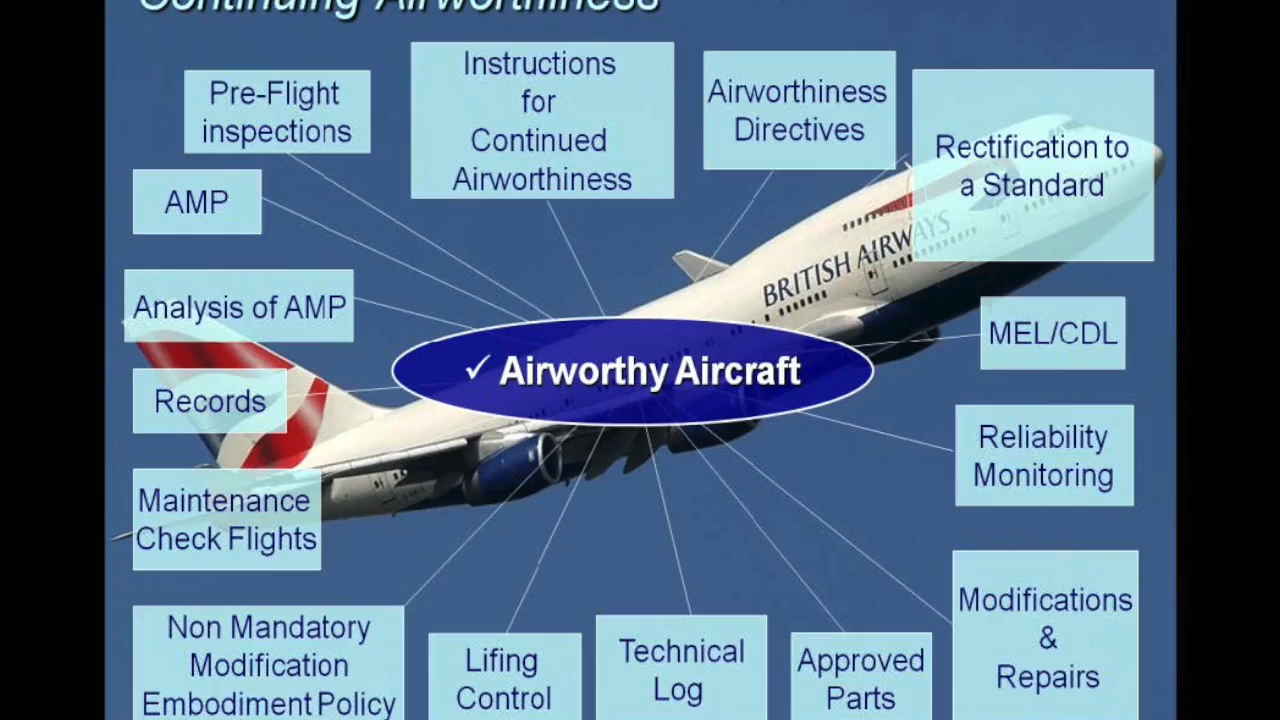 Continuing Airworthiness
Pre-Flight
inspections
Instructions
for
Continued
Airworthiness
Airworthiness
Directives
Rectification to
a Standard
AMP
BRITISH AIRWAYS
Analysis of AMP
MEL/CDL
✓ Airworthy Aircraft
Records
Reliability
Monitoring
Maintenance
Check Flights
Non Mandatory
Modification
Embodiment Policy
Lifing
Control
Technical
Log
Approved
Parts
Modifications
&
Repairs